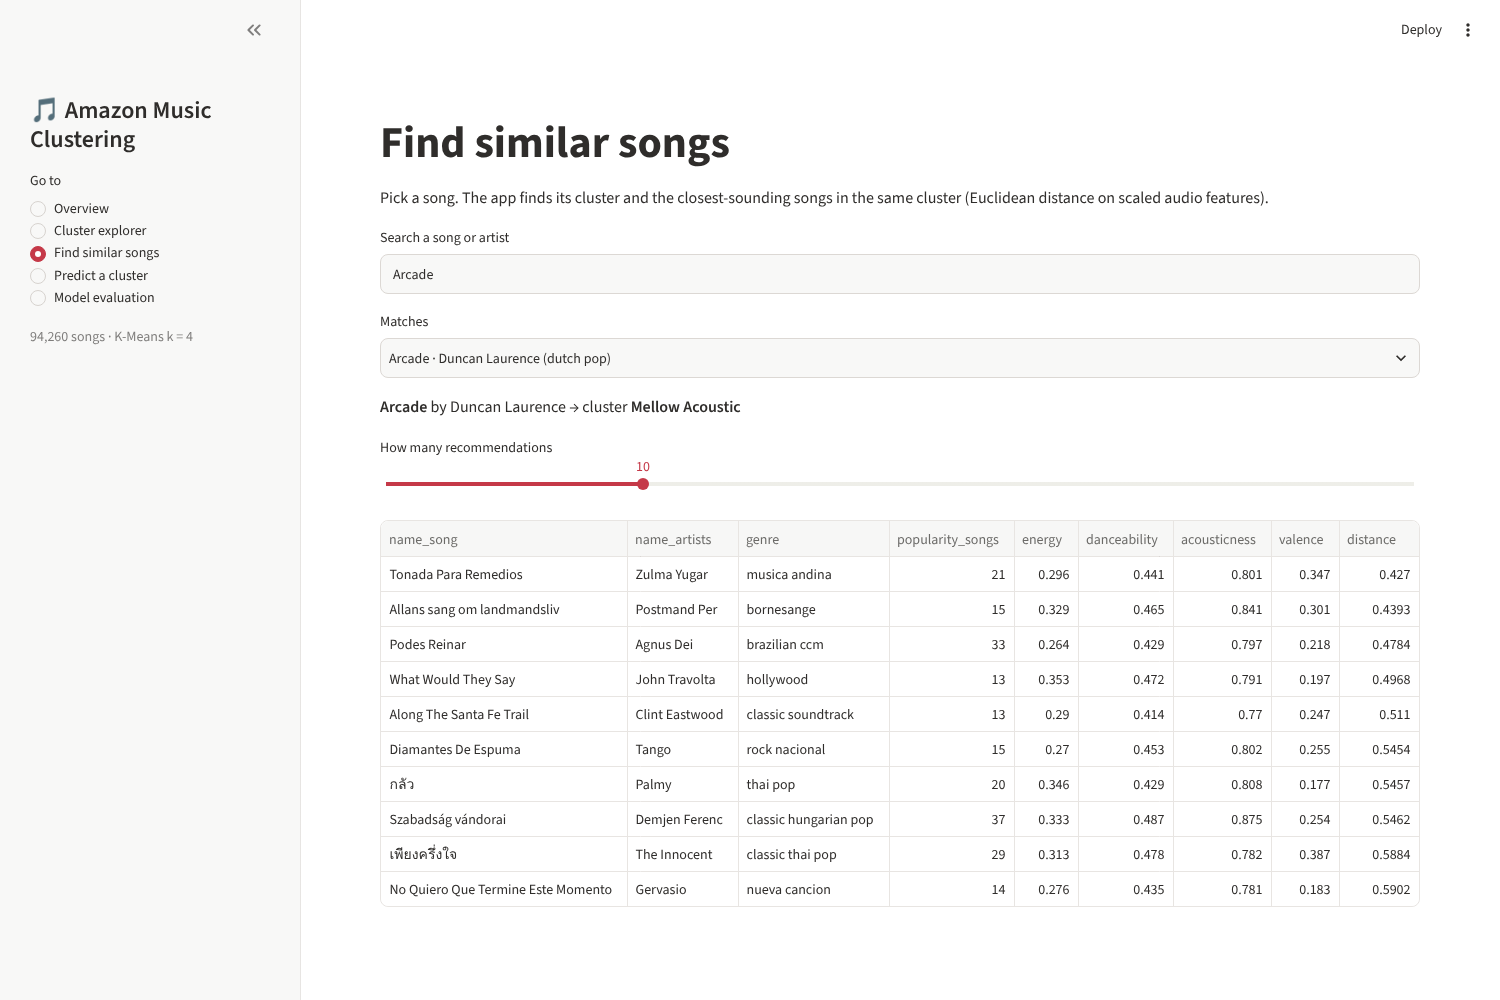 Deploy
🎵 Amazon Music
Clustering
Go to
Overview
Cluster explorer
Find similar songs
Predict a cluster
Model evaluation
94,260 songs · K-Means k = 4
Find similar songs
Pick a song. The app finds its cluster and the closest-sounding songs in the same cluster (Euclidean distance on scaled audio features).
Search a song or artist
Arcade
Matches
Arcade · Duncan Laurence (dutch pop)
Arcade by Duncan Laurence → cluster Mellow Acoustic
How many recommendations
10
name_song name_artists genre popularity_songs energy danceability acousticness valence distance
Tonada Para Remedios Zulma Yugar musica andina 21 0.296 0.441 0.801 0.347 0.427
Allans sang om landmandsliv Postmand Per bornesange 15 0.329 0.465 0.841 0.301 0.4393
Podes Reinar Agnus Dei brazilian ccm 33 0.264 0.429 0.797 0.218 0.4784
What Would They Say John Travolta hollywood 13 0.353 0.472 0.791 0.197 0.4968
Along The Santa Fe Trail Clint Eastwood classic soundtrack 13 0.29 0.414 0.77 0.247 0.511
Diamantes De Espuma Tango rock nacional 15 0.27 0.453 0.802 0.255 0.5454
กลัว Palmy thai pop 20 0.346 0.429 0.808 0.177 0.5457
Szabadság vándorai Demjen Ferenc classic hungarian pop 37 0.333 0.487 0.875 0.254 0.5462
เพียงครึ่งใจ The Innocent classic thai pop 29 0.313 0.478 0.782 0.387 0.5884
No Quiero Que Termine Este Momento Gervasio nueva cancion 14 0.276 0.435 0.781 0.183 0.5902